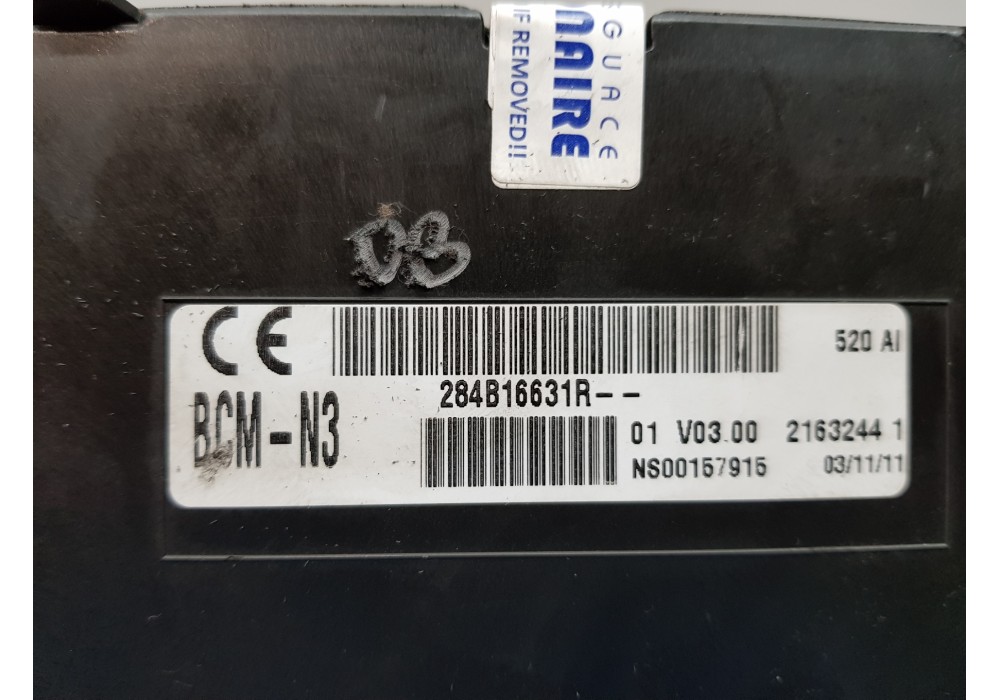 GUACE
NAIRE
IF REMOVED!!
03
CE
520 AI
284B16631R--
BCM-N3
01 V03.00 2163244 1
NS00157915 03/11/11